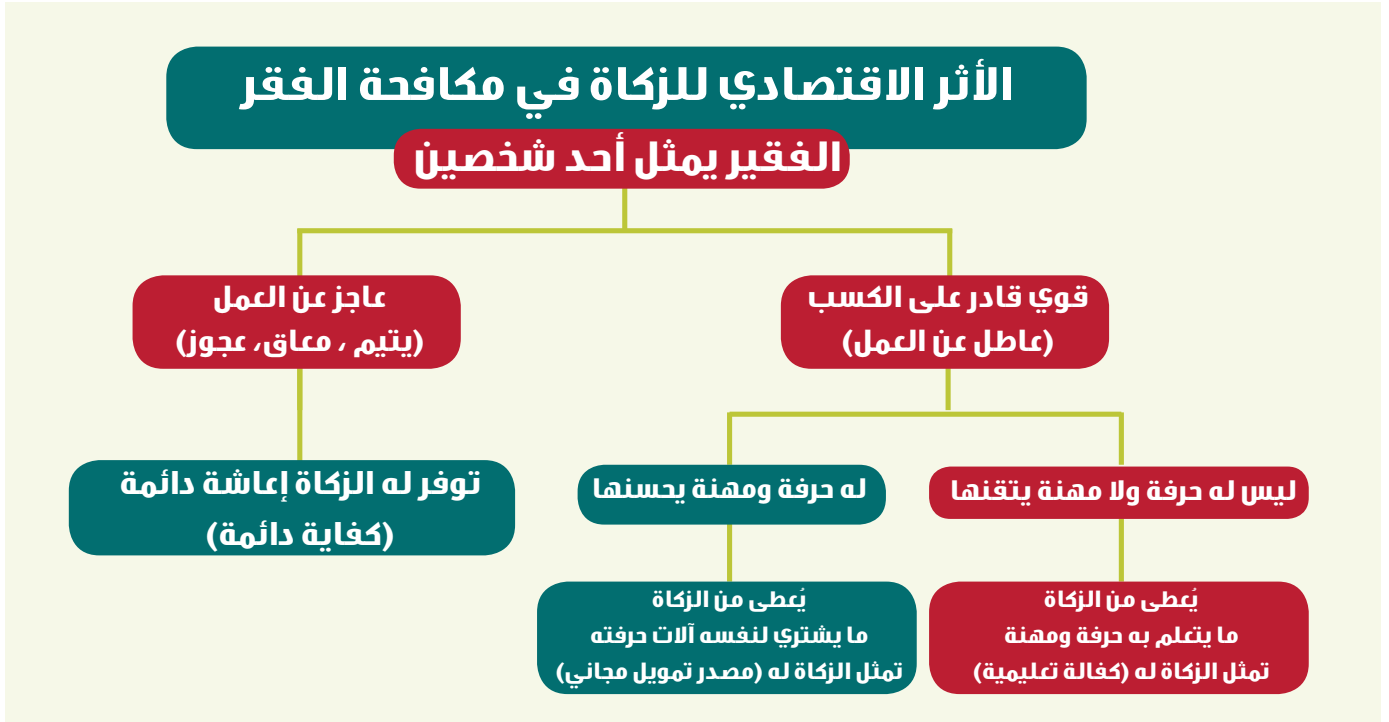 الأثر الاقتصادي للزكاة في مكافحة الفقر
الفقير يمثل أحد شخصين
قوي قادر على الكسب
(عاطل عن العمل)
عاجز عن العمل
(يتيم ، معاق، عجوز)
ليس له حرفة ولا مهنة يتقنها
له حرفة ومهنة يحسنها
توفر له الزكاة إعاشة دائمة
(كفاية دائمة)
يُعطى من الزكاة
ما يتعلم به حرفة ومهنة
تمثل الزكاة له (كفالة تعليمية)
يُعطى من الزكاة
ما يشتري لنفسه آلات حرفته
تمثل الزكاة له (مصدر تمويل مجاني)